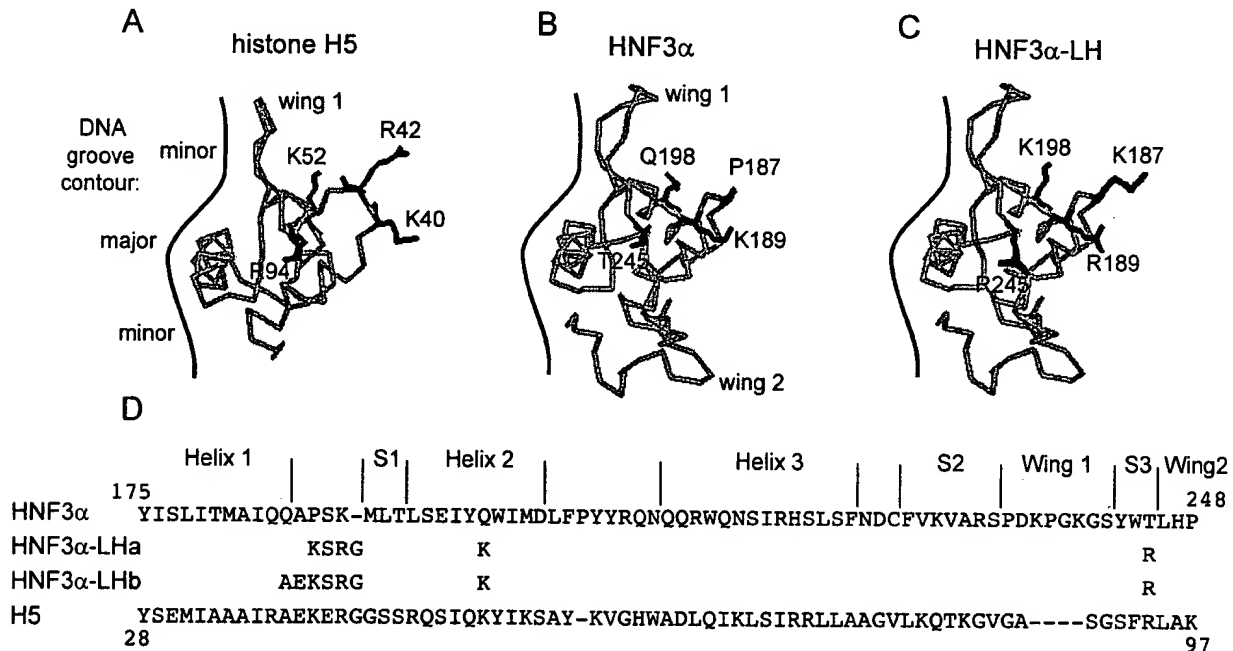 A
B
C
histone H5
HNF3α
HNF3α-LH
DNA groove contour:
minor
major
minor
wing 1
K52
R42
K40
R94
wing 1
Q198
P187
K189
T245
wing 2
K198
K187
R189
R245
D
Helix 1 S1 Helix 2 Helix 3 S2 Wing 1 S3 Wing2
175 248
HNF3α YISLITMAIQQAPSK-MLTLSEIYQWIMDLFPYYRQNQQRWQNSIRHSLSFNDCFVKVARSPDKPGKGSYWTLHP
HNF3α-LHa KSRG K R
HNF3α-LHb AEKSRG K R
H5 YSEMIAAAIRAEKERGGSSRQSIQKYIKSAY-KVGHWADLQIKLSIRRLLAAGVLKQTKGVGA----SGSFRLAK
28 97